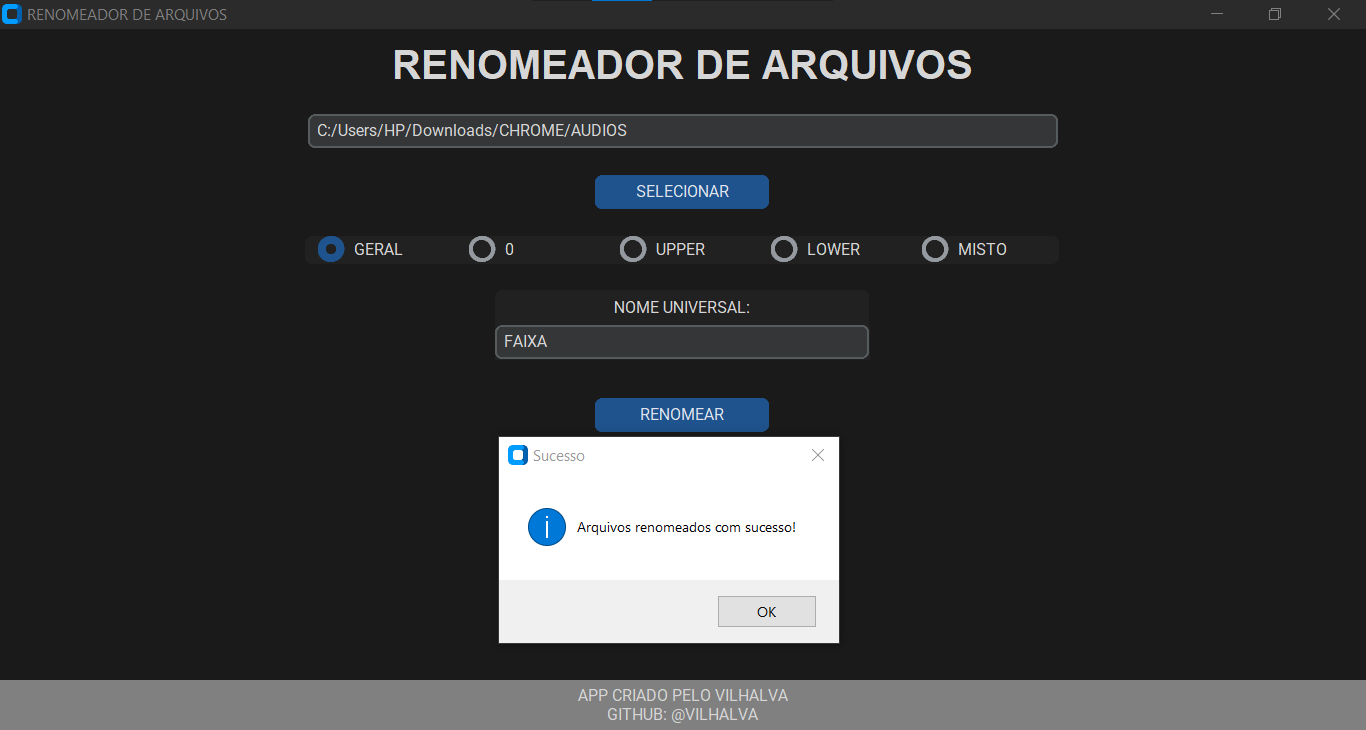 RENOMEADOR DE ARQUIVOS
RENOMEADOR DE ARQUIVOS
C:/Users/HP/Downloads/CHROME/AUDIOS
SELECIONAR
GERAL 0 UPPER LOWER MISTO
NOME UNIVERSAL:
FAIXA
RENOMEAR
Sucesso
Arquivos renomeados com sucesso!
OK
APP CRIADO PELO VILHALVA
GITHUB: @VILHALVA